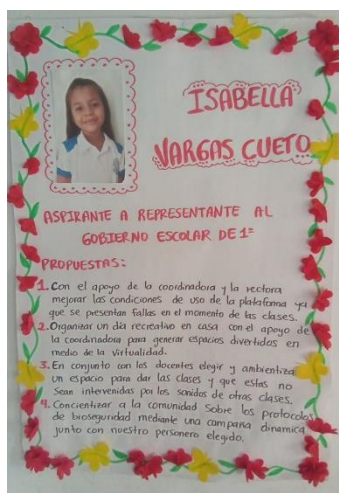 ISABELLA
VARGAS CUETO
ASPIRANTE A REPRESENTANTE AL
GOBIERNO ESCOLAR DE 1º
PROPUESTAS:
1. Con el apoyo de la coordinadora y la rectora
mejorar las condiciones de uso de la plataforma ya
que se presentan fallas en el momento de las clases.
2. Organizar un día recreativo en casa con el apoyo de
la coordinadora para generar espacios divertidos en
medio de la virtualidad.
3. En conjunto con los docentes elegir y ambientizar
un espacio para dar las clases y que estas no
sean intervenidas por los sonidos de otras clases.
4. Concientizar a la comunidad sobre los protocolos
de bioseguridad mediante una campaña dinamica
junto con nuestro personero elegido.